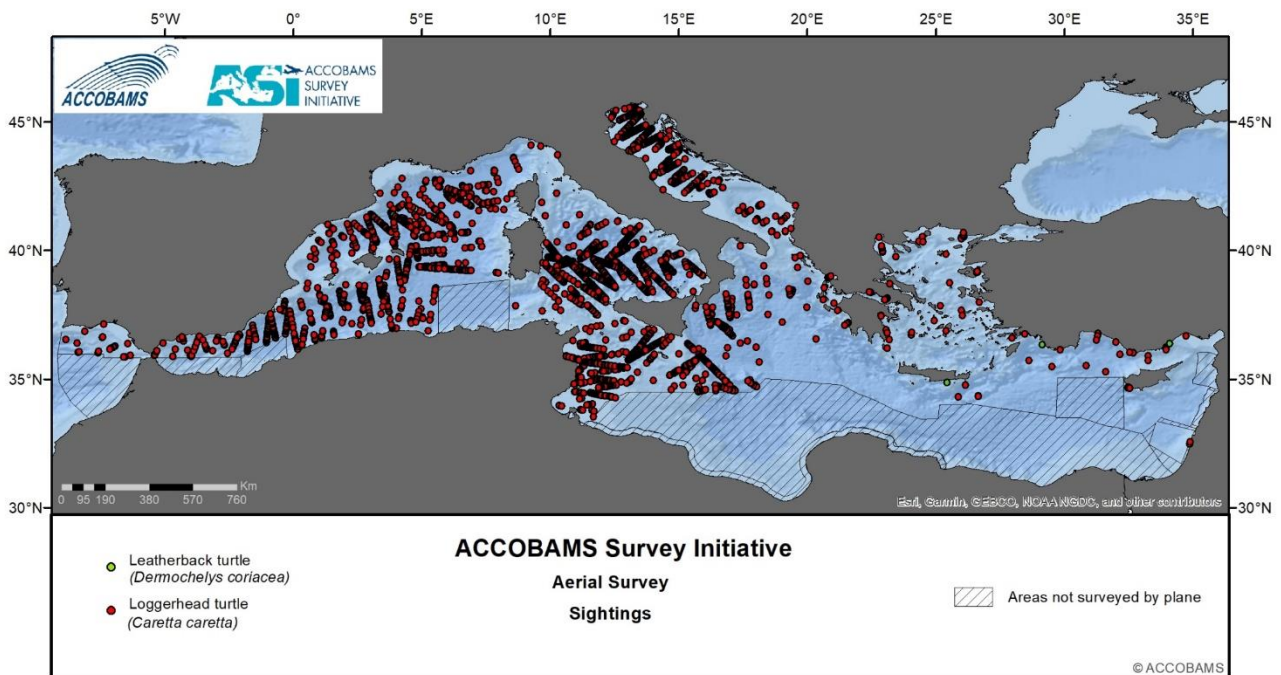 5°W 0° 5°E 10°E 15°E 20°E 25°E 30°E 35°E
ACCOBAMS
ASI
ACCOBAMS
SURVEY
INITIATIVE
45°N 45°N
40°N 40°N
35°N 35°N
30°N 30°N
Km
0 95 190 380 570 760
Esri, Garmin, GEBCO, NOAA NGDC, and other contributors
ACCOBAMS Survey Initiative
Aerial Survey
Sightings
Leatherback turtle
(Dermochelys coriacea)
Loggerhead turtle
(Caretta caretta)
Areas not surveyed by plane
© ACCOBAMS